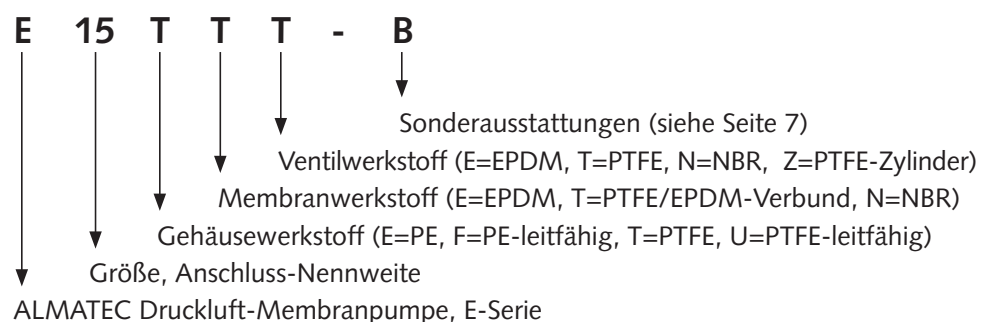 E 15 T T T - B
Sonderausstattungen (siehe Seite 7)
Ventilwerkstoff (E=EPDM, T=PTFE, N=NBR, Z=PTFE-Zylinder)
Membranwerkstoff (E=EPDM, T=PTFE/EPDM-Verbund, N=NBR)
Gehäusewerkstoff (E=PE, F=PE-leitfähig, T=PTFE, U=PTFE-leitfähig)
Größe, Anschluss-Nennweite
ALMATEC Druckluft-Membranpumpe, E-Serie